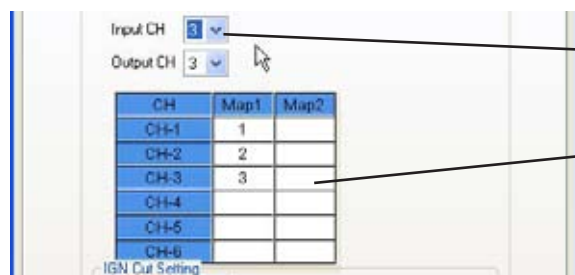 Input CH 3
Output CH 3
CH Map1 Map2
CH-1 1
CH-2 2
CH-3 3
CH-4
CH-5
CH-6
IGN Cut Setting